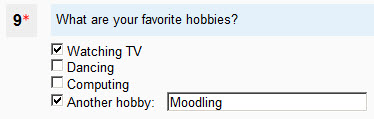 9* What are your favorite hobbies?
Watching TV
Dancing
Computing
Another hobby: Moodling